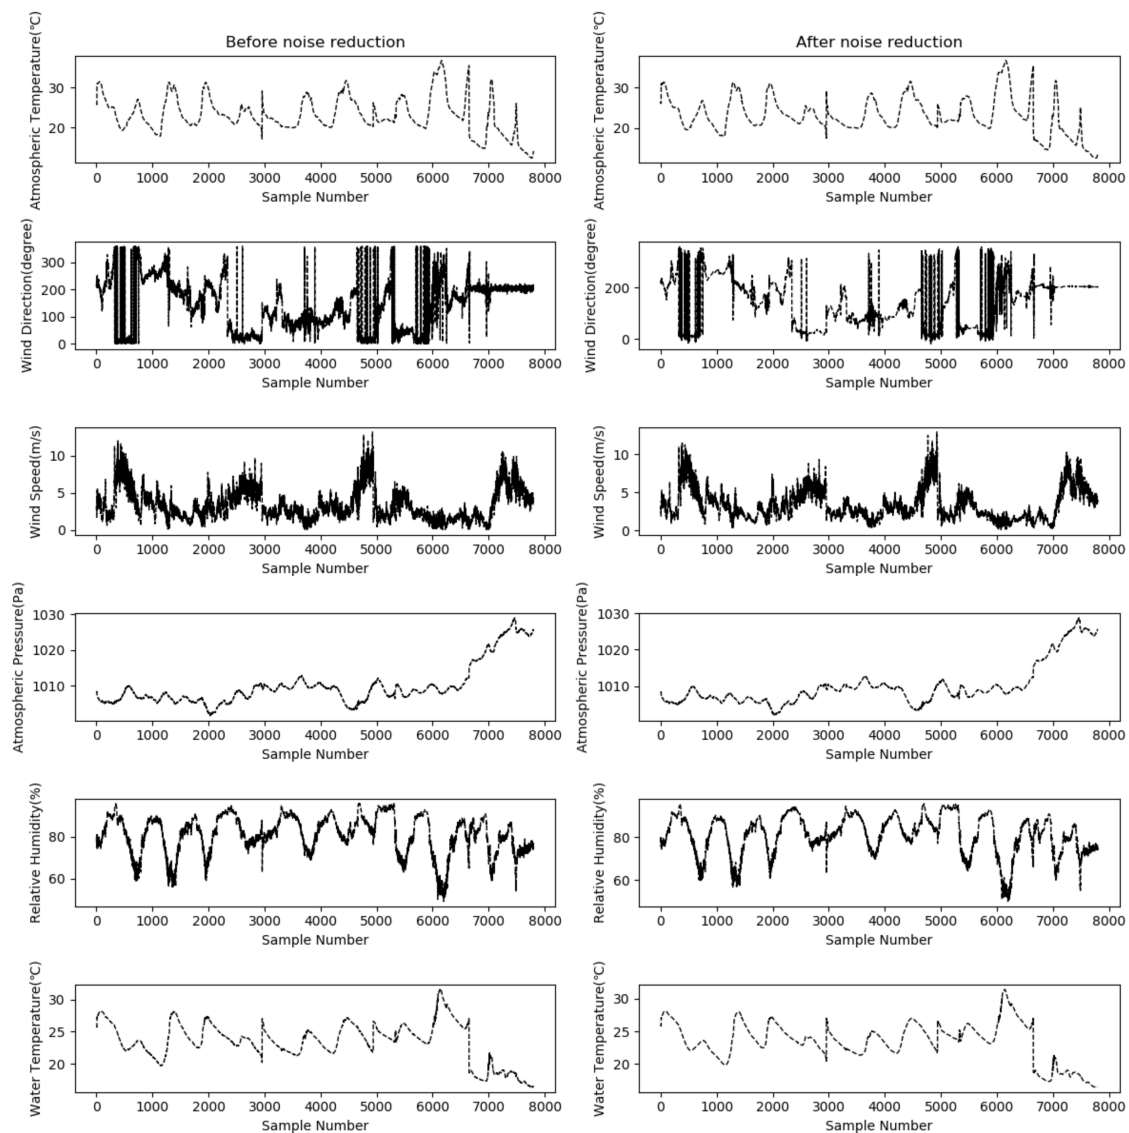 Before noise reduction
After noise reduction
Atmospheric Temperature(℃)
30
20
0 1000 2000 3000 4000 5000 6000 7000 8000
Sample Number
Atmospheric Temperature(℃)
30
20
0 1000 2000 3000 4000 5000 6000 7000 8000
Sample Number
Wind Direction(degree)
300
200
100
0
0 1000 2000 3000 4000 5000 6000 7000 8000
Sample Number
Wind Direction(degree)
200
0
0 1000 2000 3000 4000 5000 6000 7000 8000
Sample Number
Wind Speed(m/s)
10
5
0
0 1000 2000 3000 4000 5000 6000 7000 8000
Sample Number
Wind Speed(m/s)
10
5
0
0 1000 2000 3000 4000 5000 6000 7000 8000
Sample Number
Atmospheric Pressure(Pa)
1030
1020
1010
0 1000 2000 3000 4000 5000 6000 7000 8000
Sample Number
Atmospheric Pressure(Pa)
1030
1020
1010
0 1000 2000 3000 4000 5000 6000 7000 8000
Sample Number
Relative Humidity(%)
80
60
0 1000 2000 3000 4000 5000 6000 7000 8000
Sample Number
Relative Humidity(%)
80
60
0 1000 2000 3000 4000 5000 6000 7000 8000
Sample Number
Water Temperature(℃)
30
25
20
0 1000 2000 3000 4000 5000 6000 7000 8000
Sample Number
Water Temperature(℃)
30
25
20
0 1000 2000 3000 4000 5000 6000 7000 8000
Sample Number